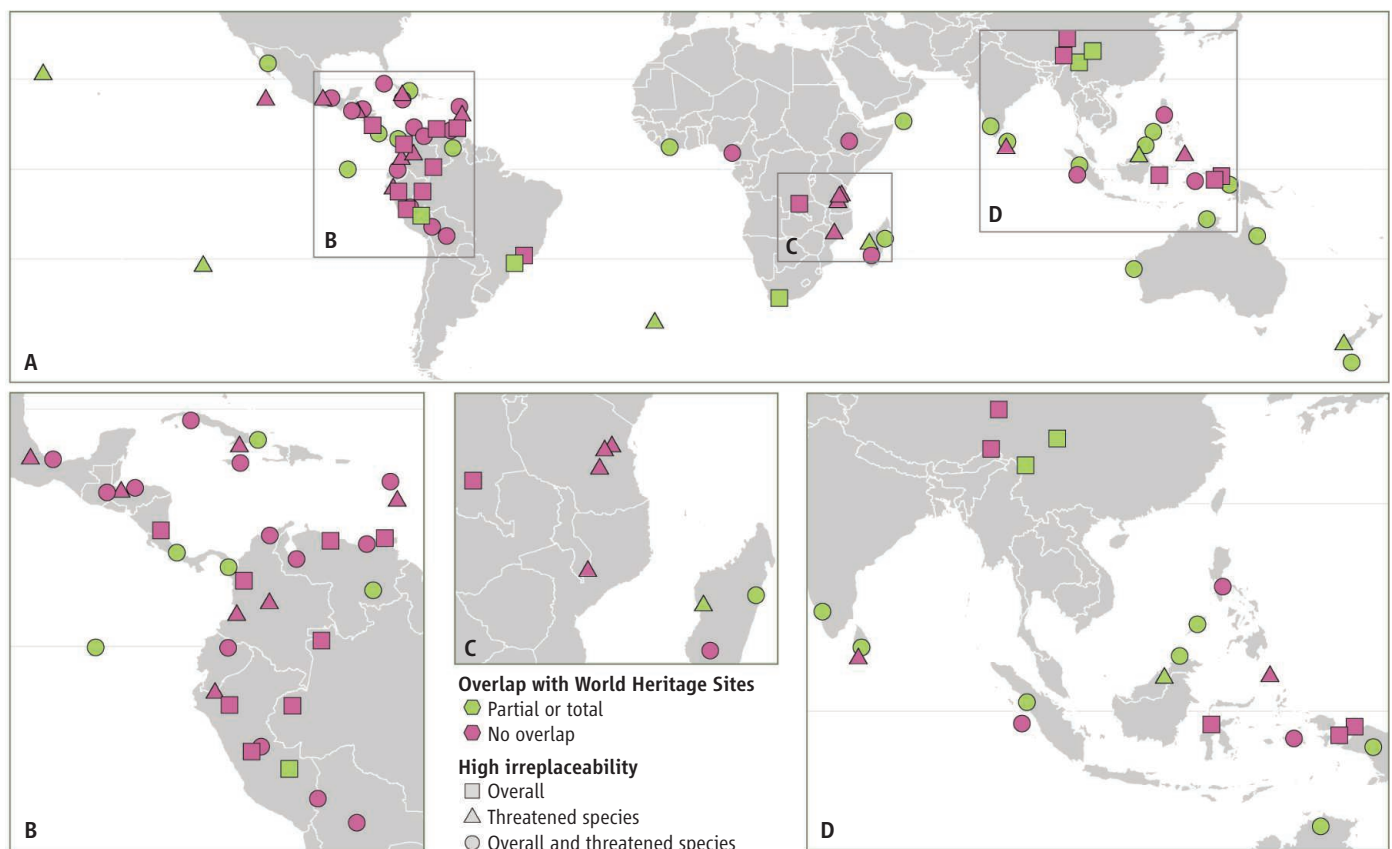 A
B
C
D
B
C
D
Overlap with World Heritage Sites
Partial or total
No overlap
High irreplaceability
Overall
Threatened species
Overall and threatened species